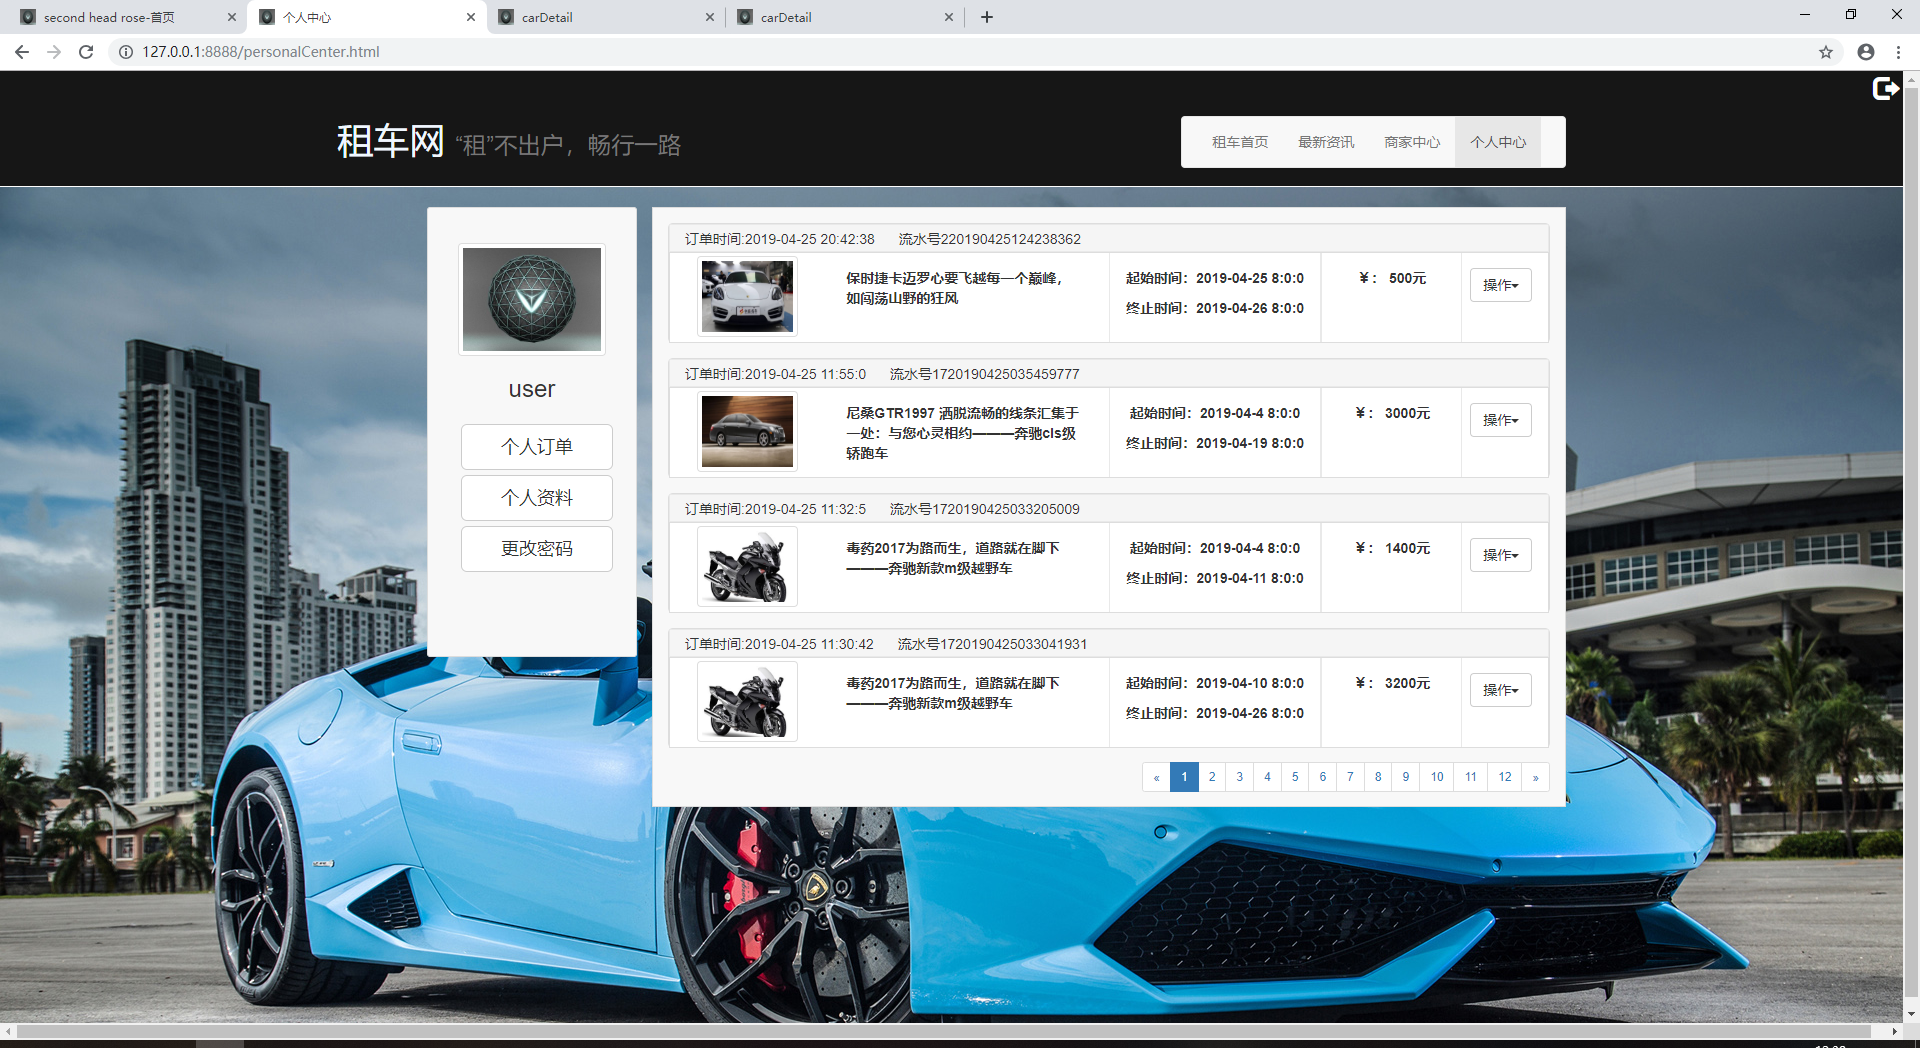 second head rose-首页
个人中心
carDetail
carDetail
127.0.0.1:8888/personalCenter.html
租车网 “租”不出户，畅行一路
租车首页 最新资讯 商家中心 个人中心
user
个人订单
个人资料
更改密码
订单时间:2019-04-25 20:42:38 流水号220190425124238362
保时捷卡迈罗心要飞越每一个巅峰，
如闯荡山野的狂风
起始时间：2019-04-25 8:0:0
终止时间：2019-04-26 8:0:0
¥： 500元
操作
订单时间:2019-04-25 11:55:0 流水号1720190425035459777
尼桑GTR1997 洒脱流畅的线条汇集于
一处：与您心灵相约———奔驰cls级
轿跑车
起始时间：2019-04-4 8:0:0
终止时间：2019-04-19 8:0:0
¥： 3000元
操作
订单时间:2019-04-25 11:32:5 流水号1720190425033205009
毒药2017为路而生，道路就在脚下
———奔驰新款m级越野车
起始时间：2019-04-4 8:0:0
终止时间：2019-04-11 8:0:0
¥： 1400元
操作
订单时间:2019-04-25 11:30:42 流水号1720190425033041931
毒药2017为路而生，道路就在脚下
———奔驰新款m级越野车
起始时间：2019-04-10 8:0:0
终止时间：2019-04-26 8:0:0
¥： 3200元
操作
« 1 2 3 4 5 6 7 8 9 10 11 12 »